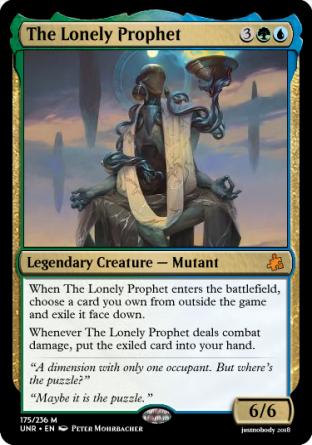 The Lonely Prophet 3
Legendary Creature — Mutant
When The Lonely Prophet enters the battlefield,
choose a card you own from outside the game
and exile it face down.
Whenever The Lonely Prophet deals combat
damage, put the exiled card into your hand.
“A dimension with only one occupant. But where’s
the puzzle?”
“Maybe it is the puzzle.”
6/6
175/236 M
UNR • EN Peter Mohrbacher
justnobody 2018